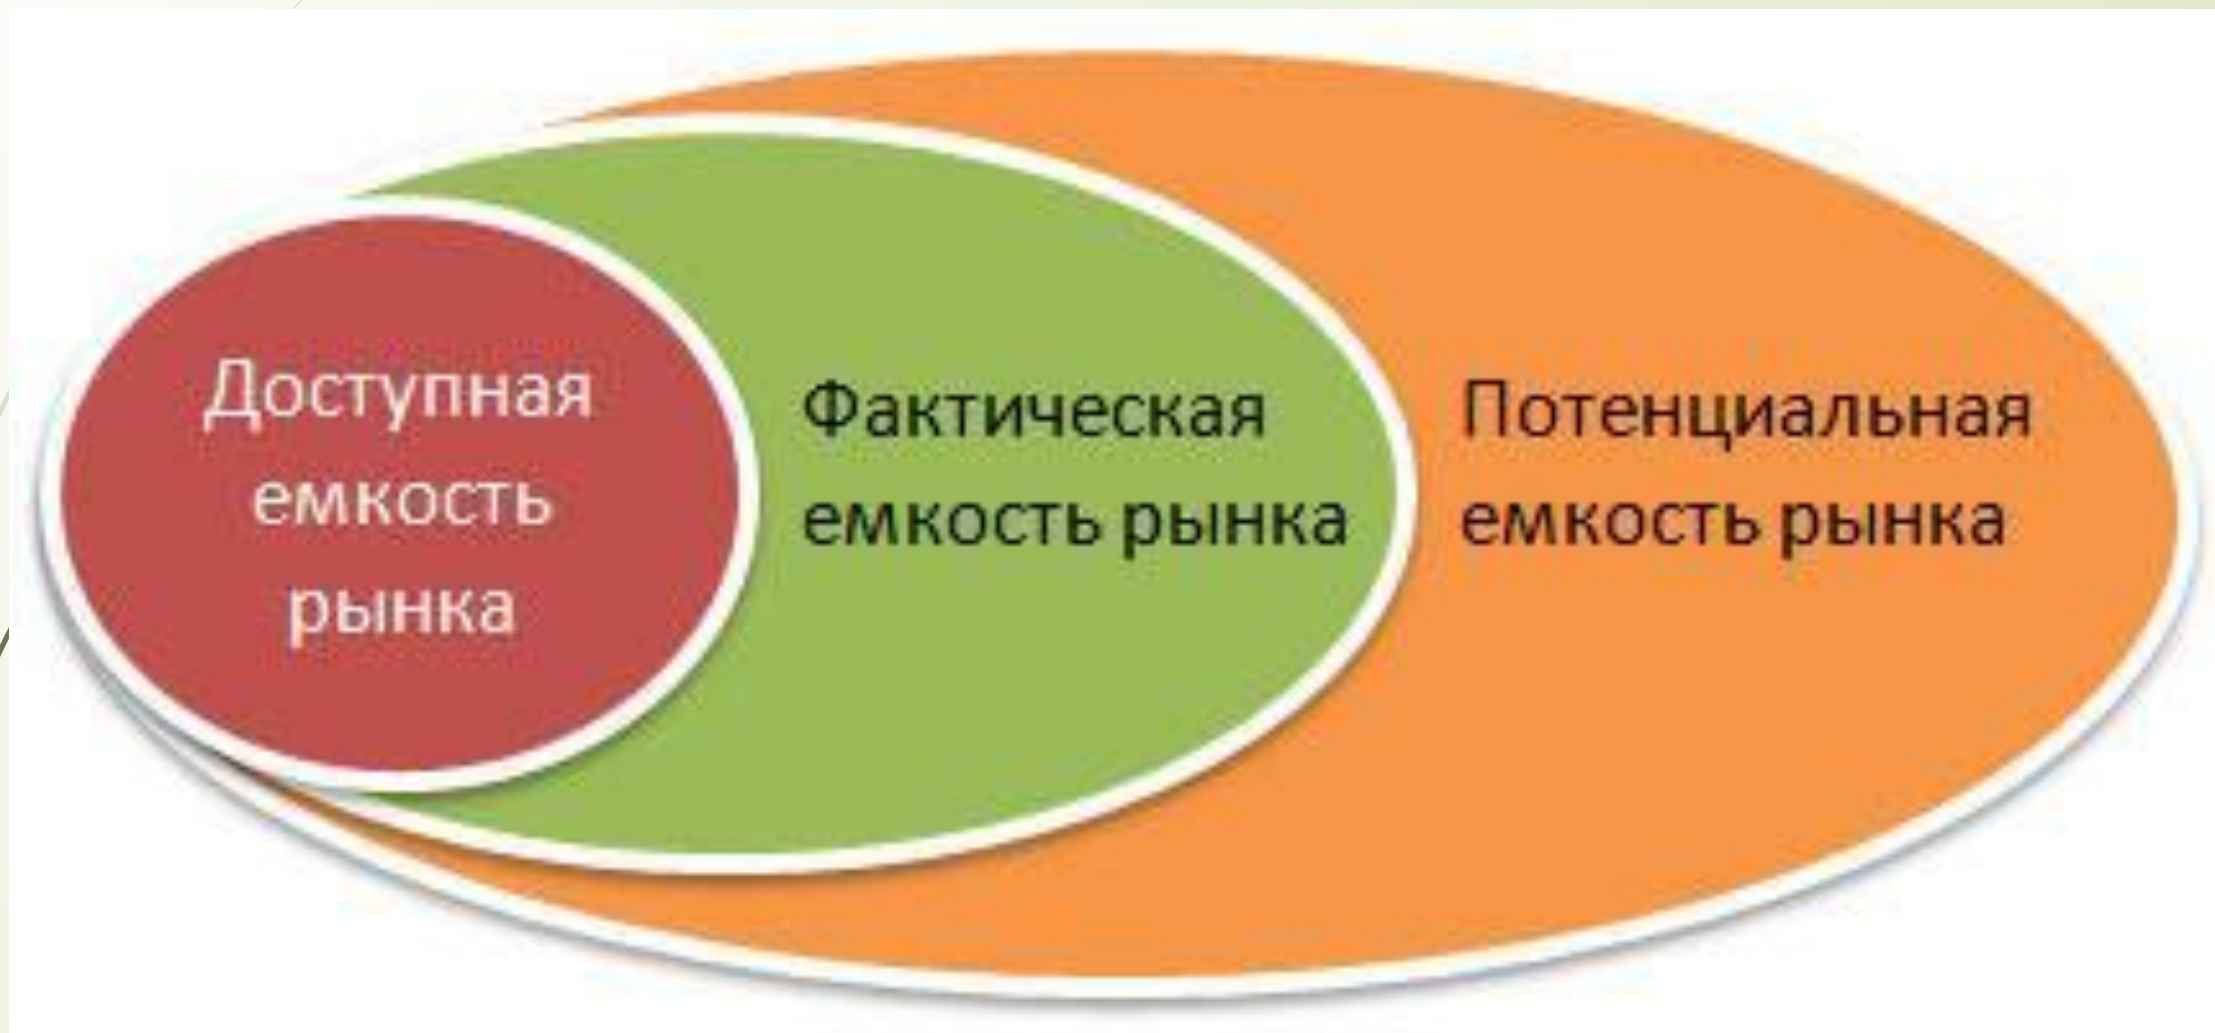 Доступная
емкость
рынка
Фактическая
емкость рынка
Потенциальная
емкость рынка